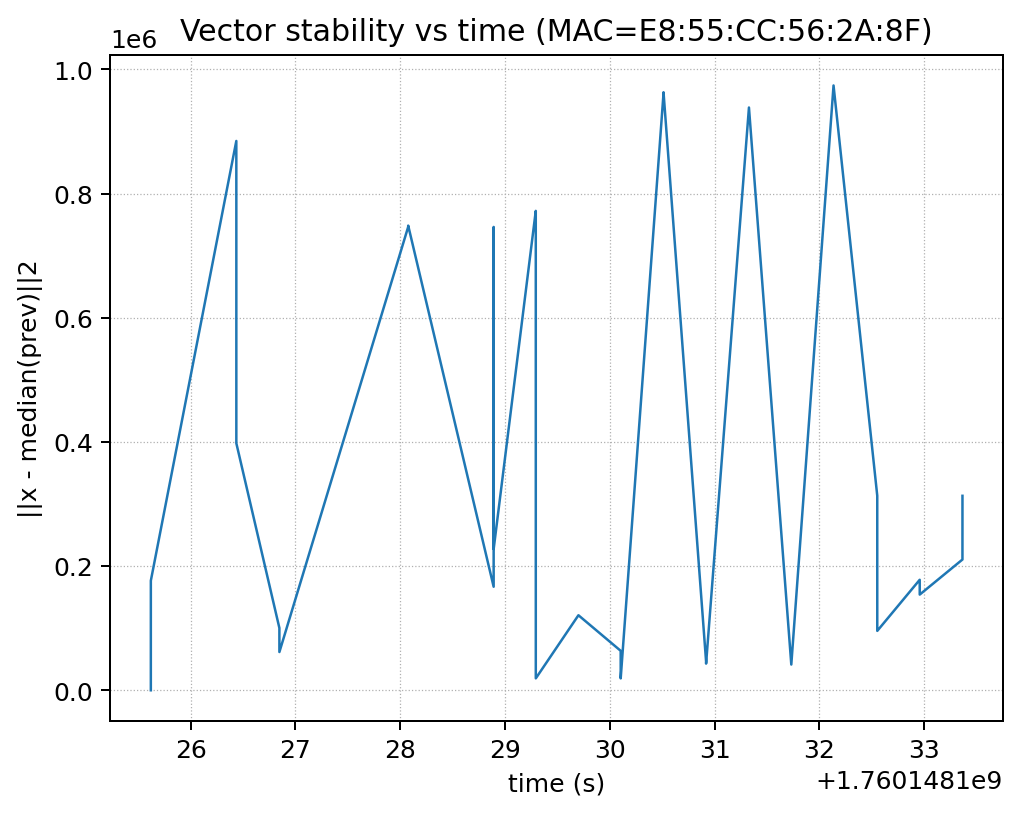 Vector stability vs time (MAC=E8:55:CC:56:2A:8F)
1e6
1.0
0.8
0.6
0.4
0.2
0.0
||x - median(prev)||2
26 27 28 29 30 31 32 33
time (s)
+1.7601481e9